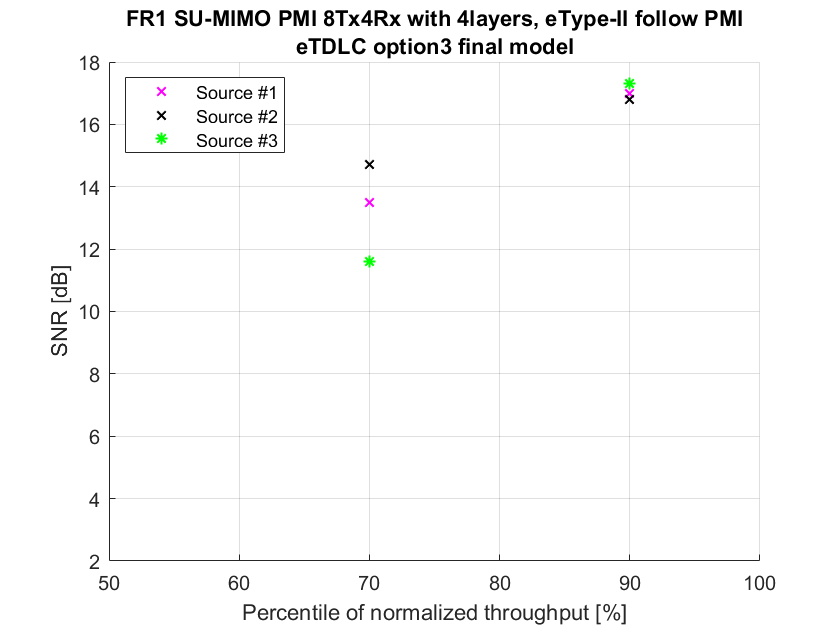 FR1 SU-MIMO PMI 8Tx4Rx with 4layers, eType-II follow PMI
eTDLC option3 final model
Source #1
Source #2
Source #3
18
16
14
12
10
8
6
4
2
SNR [dB]
50 60 70 80 90 100
Percentile of normalized throughput [%]